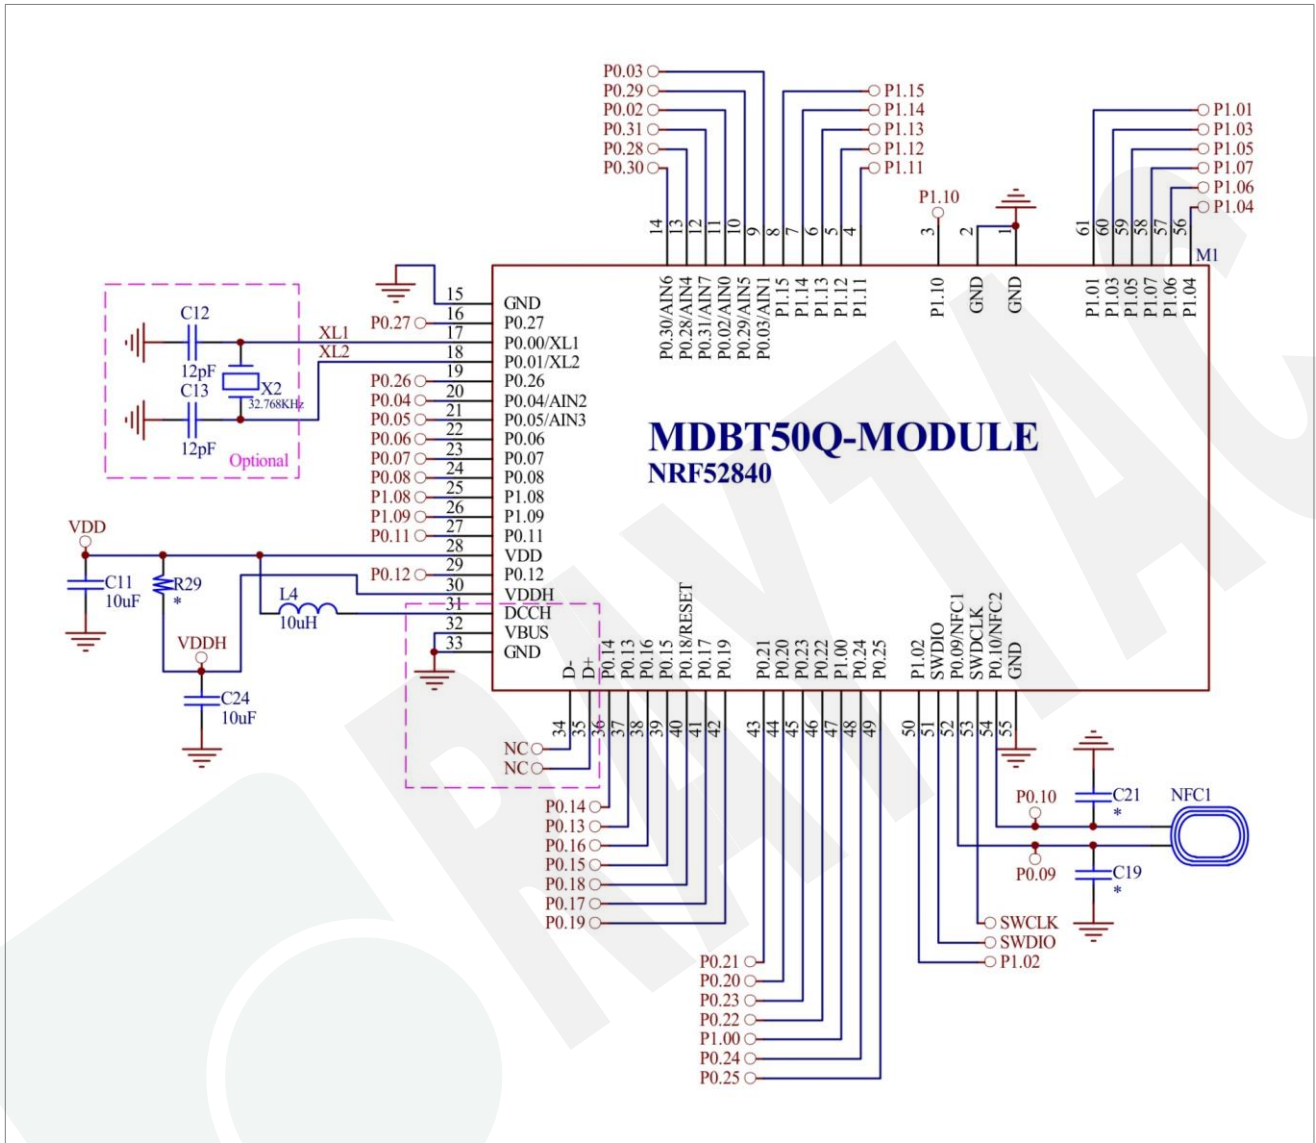 P0.03
P0.29
P0.02
P0.31
P0.28
P0.30
P1.15
P1.14
P1.13
P1.12
P1.11
P1.10
P1.01
P1.03
P1.05
P1.07
P1.06
P1.04
14
13
12
11
10
9
8
7
6
5
4
3
2
1
61
60
59
58
57
56
M1
P0.30/AIN6
P0.28/AIN4
P0.31/AIN7
P0.02/AIN0
P0.29/AIN5
P0.03/AIN1
P1.15
P1.14
P1.13
P1.12
P1.11
P1.10
GND
GND
P1.01
P1.03
P1.05
P1.07
P1.06
P1.04
15 GND
P0.27 16 P0.27
XL1 17 P0.00/XL1
XL2 18 P0.01/XL2
P0.26 19 P0.26
P0.04 20 P0.04/AIN2
P0.05 21 P0.05/AIN3
P0.06 22 P0.06
P0.07 23 P0.07
P0.08 24 P0.08
P1.08 25 P1.08
P1.09 26 P1.09
P0.11 27 P0.11
28 VDD
P0.12 29 P0.12
30 VDDH
31 DCCH
32 VBUS
33 GND
C12
12pF
C13
12pF
X2
32.768KHz
Optional
MDBT50Q-MODULE
NRF52840
VDD
C11
10uF
R29
*
L4
10uH
VDDH
C24
10uF
D-
D+
P0.14
P0.13
P0.16
P0.15
P0.18/RESET
P0.17
P0.19
P0.21
P0.20
P0.23
P0.22
P1.00
P0.24
P0.25
P1.02
SWDIO
P0.09/NFC1
SWDCLK
P0.10/NFC2
GND
34
35
36
37
38
39
40
41
42
43
44
45
46
47
48
49
50
51
52
53
54
55
NC
NC
P0.14
P0.13
P0.16
P0.15
P0.18
P0.17
P0.19
P0.21
P0.20
P0.23
P0.22
P1.00
P0.24
P0.25
P0.10
C21
*
NFC1
P0.09
C19
*
SWCLK
SWDIO
P1.02
RAYTAC